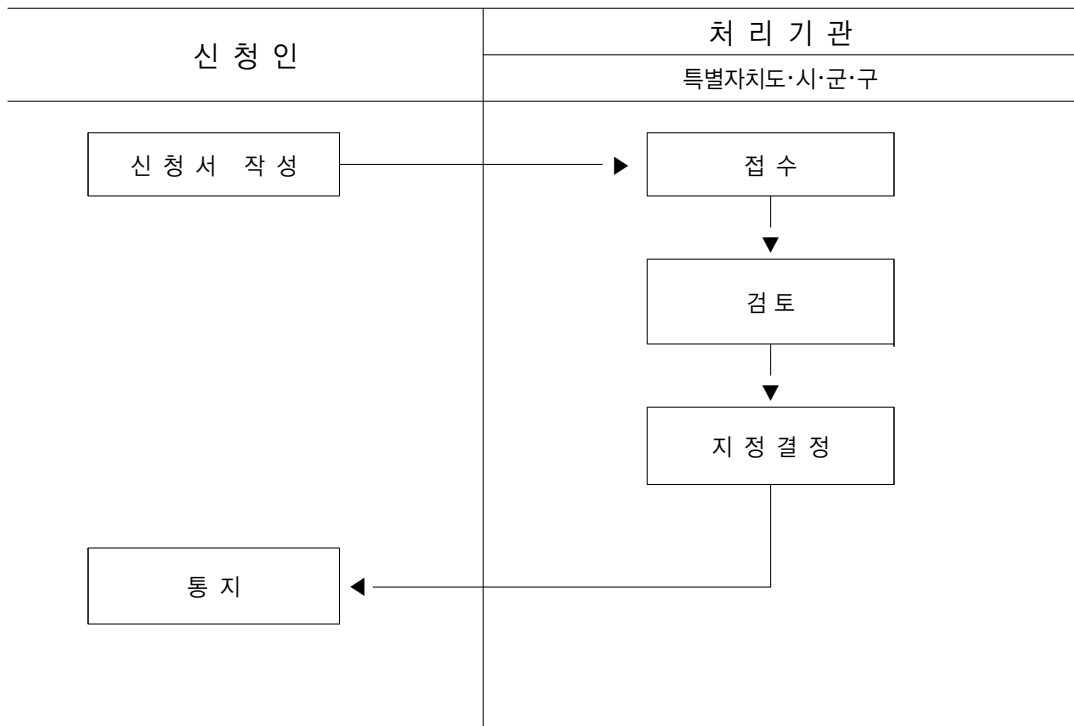 신 청 인
처 리 기 관
특별자치도·시·군·구
신 청 서 작 성
접 수
검 토
지 정 결 정
통 지